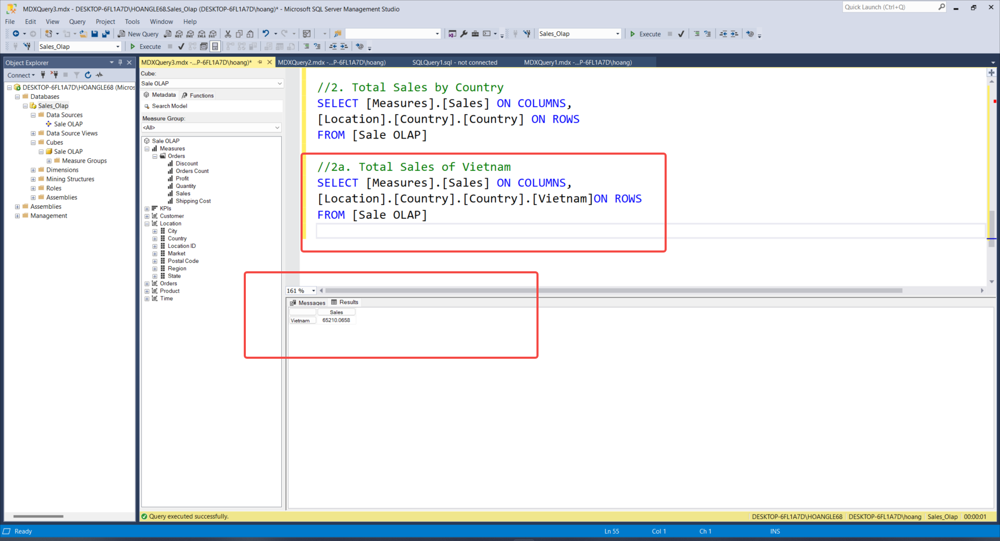 MDXQuery3.mdx - DESKTOP-6FL1A7D\HOANGLE68.Sales_Olap (DESKTOP-6FL1A7D\hoang)* - Microsoft SQL Server Management Studio
Quick Launch (Ctrl+Q)
File Edit View Query Project Tools Window Help
New Query MDX DMX XMLA DAX Sales_Olap Execute
Sales_Olap Execute
Object Explorer
Connect
DESKTOP-6FL1A7D\HOANGLE68 (Micros
Databases
Sales_Olap
Data Sources
Sale OLAP
Data Source Views
Cubes
Sale OLAP
Measure Groups
Dimensions
Mining Structures
Roles
Assemblies
Assemblies
Management
MDXQuery3.mdx -...P-6FL1A7D\hoang)* MDXQuery2.mdx -...P-6FL1A7D\hoang) SQLQuery1.sql - not connected MDXQuery1.mdx -...P-6FL1A7D\hoang)
Cube:
Sale OLAP
Metadata Functions
Search Model
Measure Group:
<All>
Sale OLAP
Measures
Orders
Discount
Orders Count
Profit
Quantity
Sales
Shipping Cost
KPIs
Customer
Location
City
Country
Location ID
Market
Postal Code
Region
State
Orders
Product
Time
//2. Total Sales by Country
SELECT [Measures].[Sales] ON COLUMNS,
[Location].[Country].[Country] ON ROWS
FROM [Sale OLAP]
//2a. Total Sales of Vietnam
SELECT [Measures].[Sales] ON COLUMNS,
[Location].[Country].[Country].[Vietnam]ON ROWS
FROM [Sale OLAP]
161 %
Messages Results
Sales
Vietnam 65210.0658
Query executed successfully. DESKTOP-6FL1A7D\HOANGLE68 DESKTOP-6FL1A7D\hoang Sales_Olap 00:00:01
Ready Ln 55 Col 1 Ch 1 INS